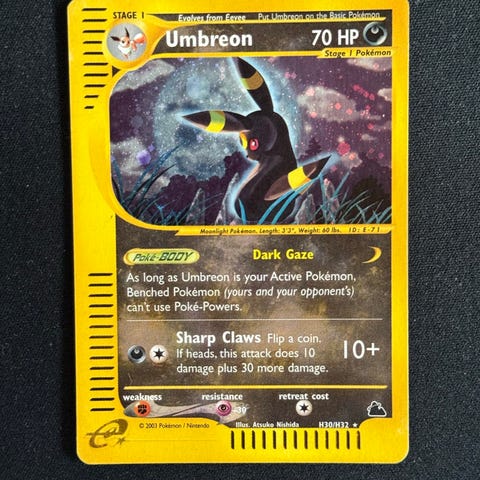 STAGE 1 Evolves from Eevee Put Umbreon on the Basic Pokémon
Umbreon 70 HP
Stage 1 Pokémon
Moonlight Pokémon. Length: 3'3", Weight: 60 lbs. ID: E-71
Poké-BODY Dark Gaze
As long as Umbreon is your Active Pokémon,
Benched Pokémon (yours and your opponent's)
can't use Poké-Powers.
Sharp Claws Flip a coin. 10+
If heads, this attack does 10
damage plus 30 more damage.
weakness resistance retreat cost
-30
© 2003 Pokémon / Nintendo Illus. Atsuko Nishida H30/H32 ★
e